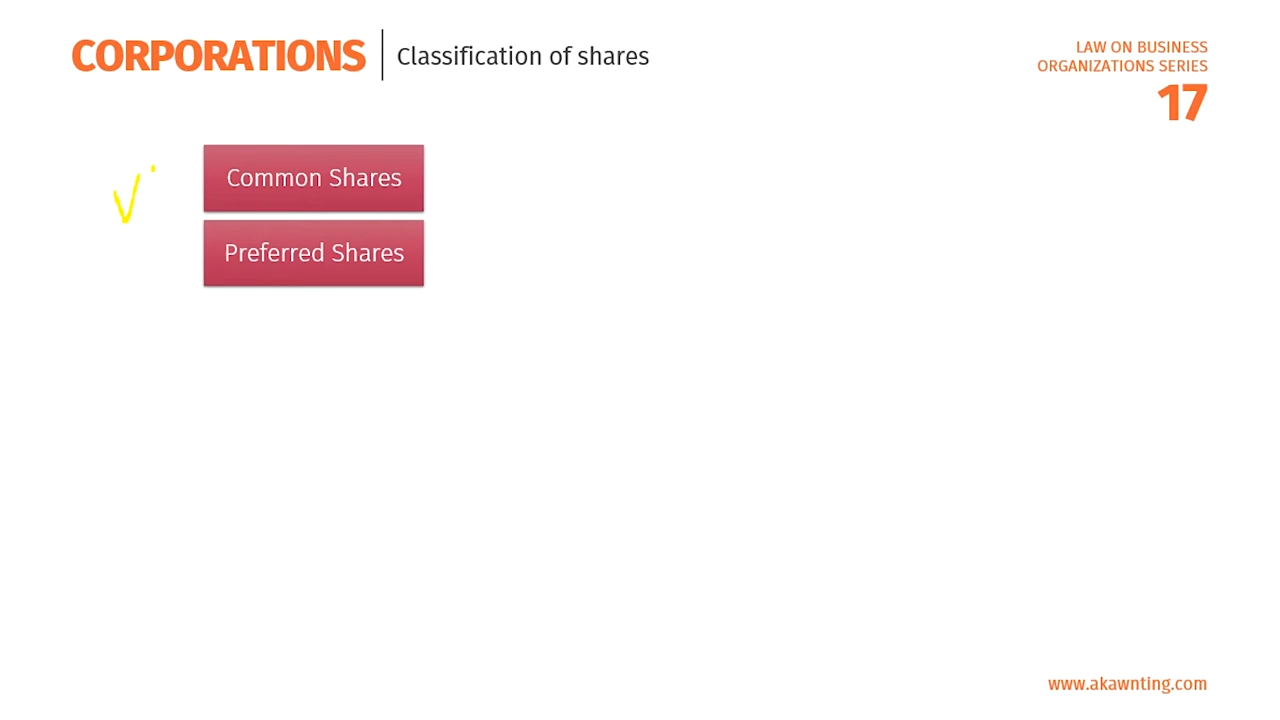 CORPORATIONS
Classification of shares
LAW ON BUSINESS
ORGANIZATIONS SERIES
17
Common Shares
Preferred Shares
www.akawnting.com